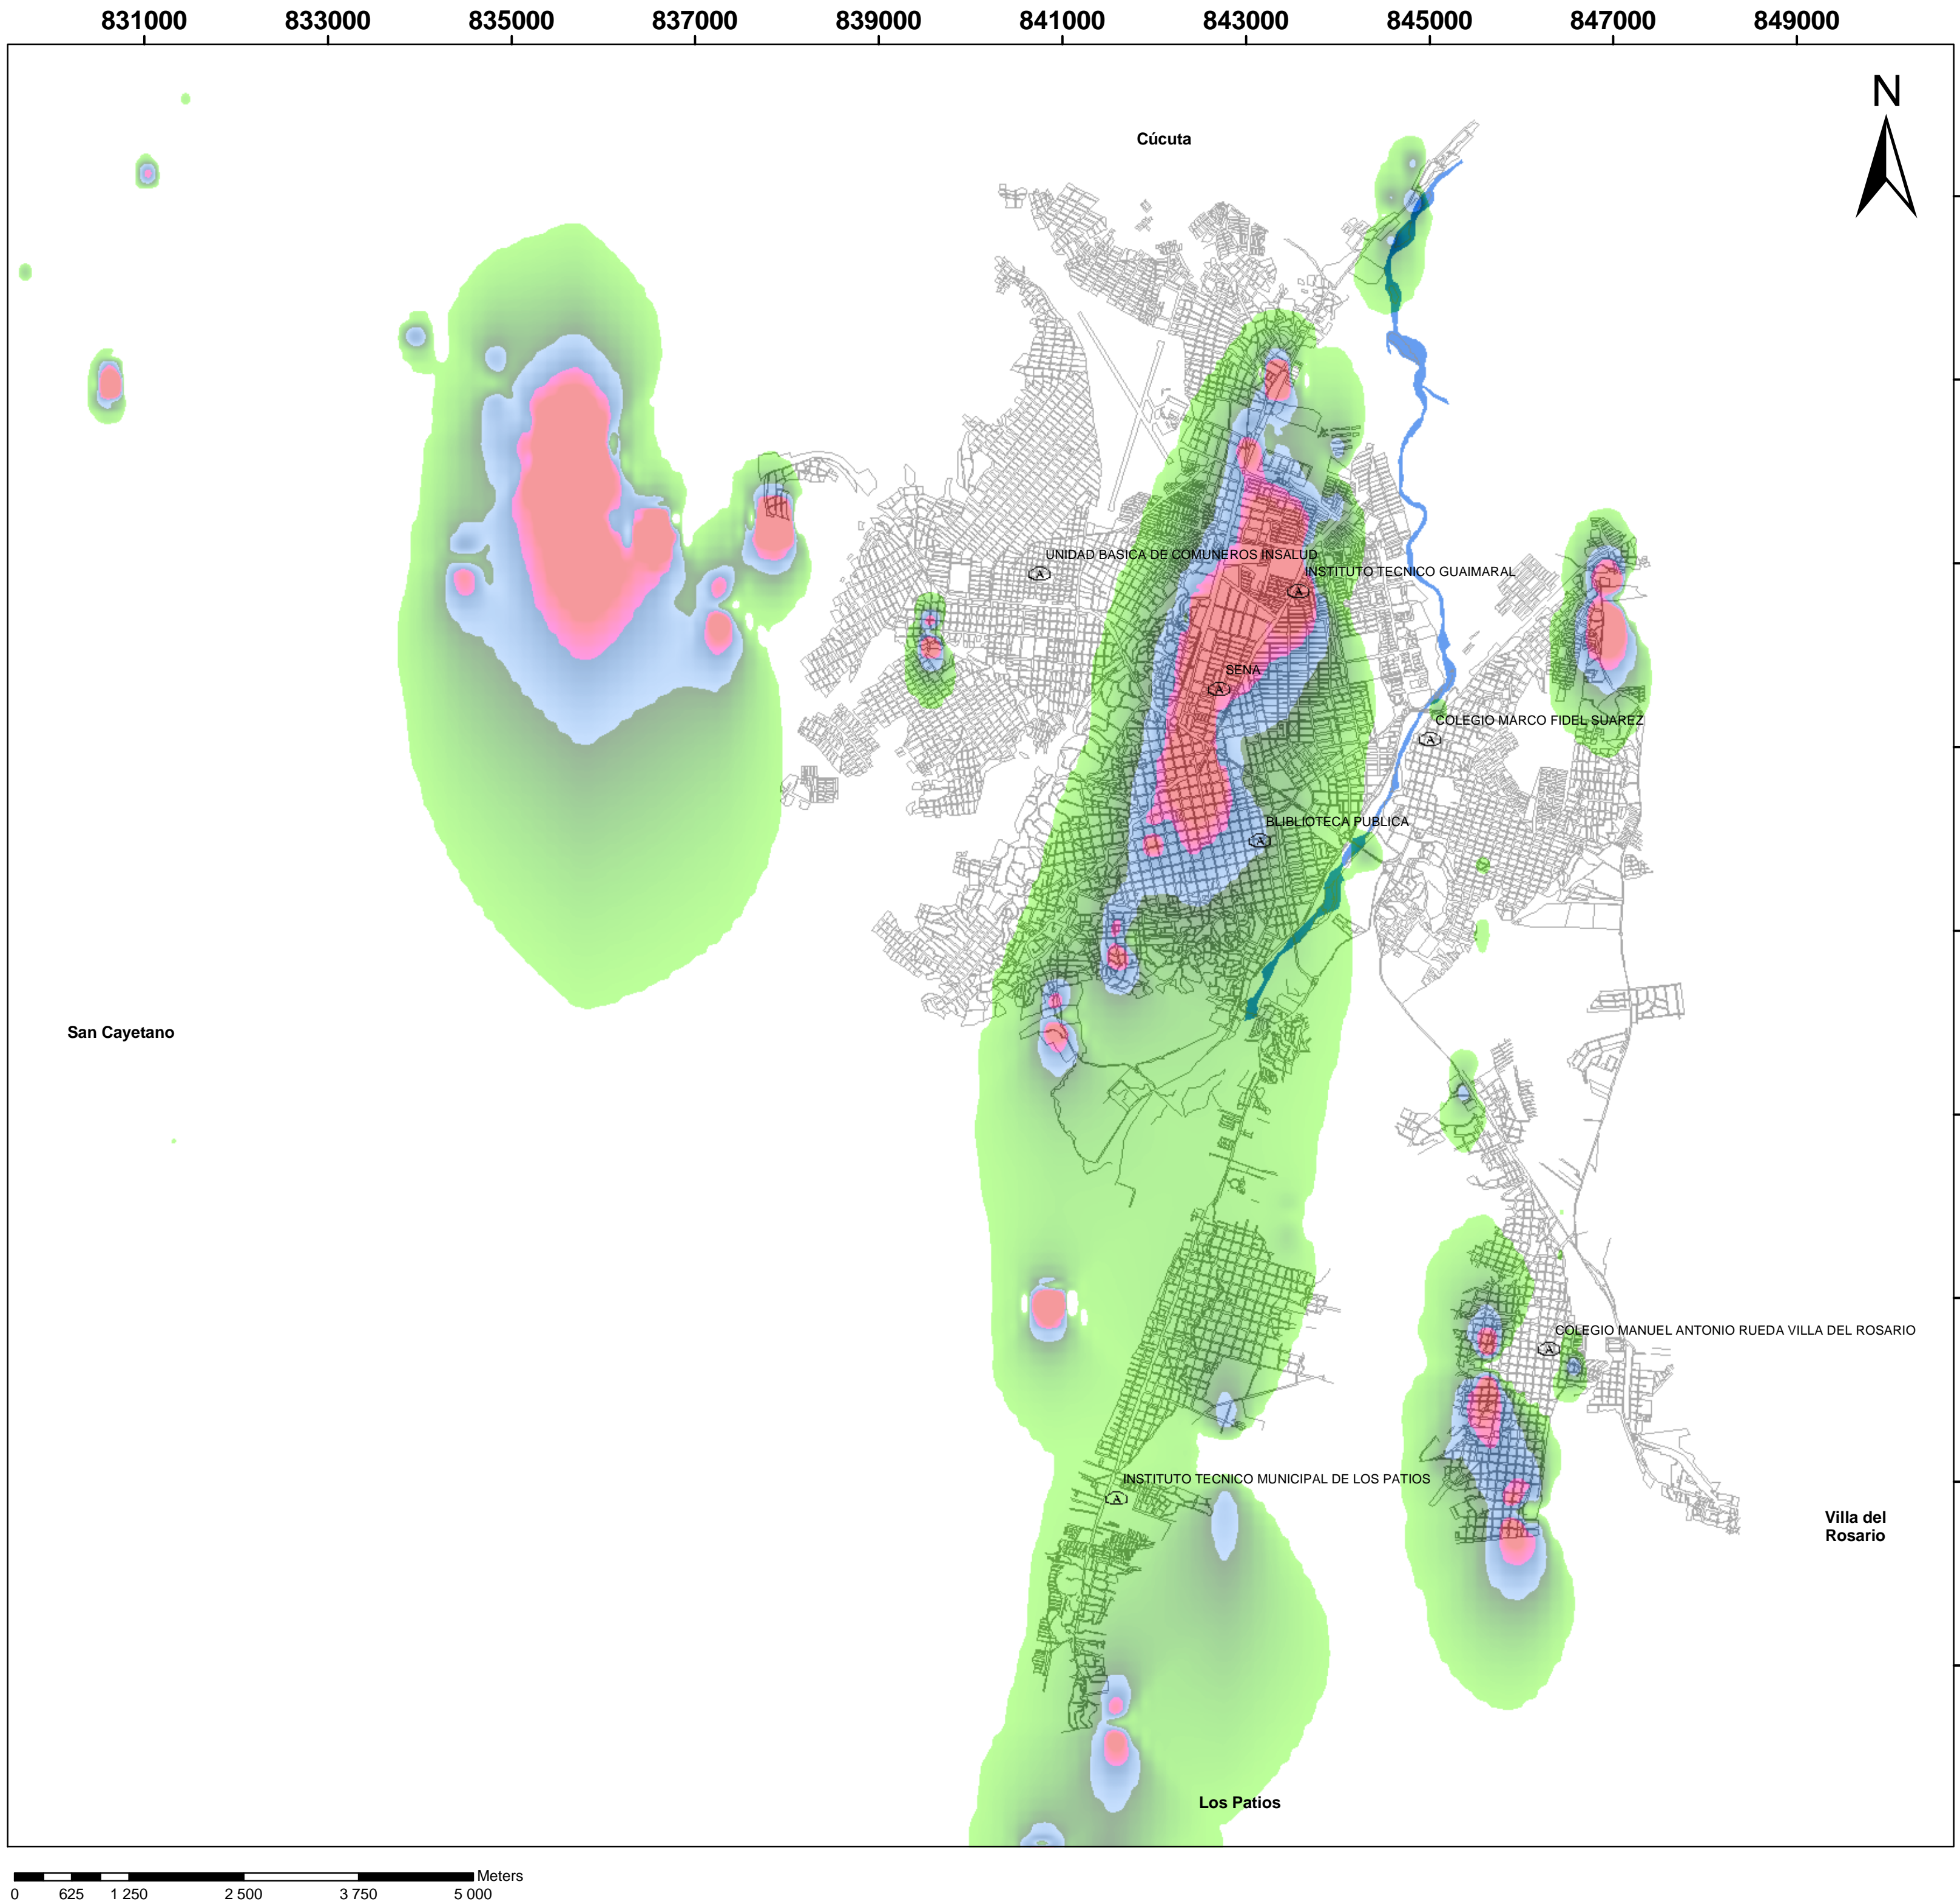 831000 833000 835000 837000 839000 841000 843000 845000 847000 849000
N
Cúcuta
UNIDAD BASICA DE COMUNEROS INSALUD
A
INSTITUTO TECNICO GUAIMARAL
A
SENA
A
COLEGIO MARCO FIDEL SUAREZ
A
BLIBLIOTECA PUBLICA
A
San Cayetano
COLEGIO MANUEL ANTONIO RUEDA VILLA DEL ROSARIO
A
INSTITUTO TECNICO MUNICIPAL DE LOS PATIOS
A
Villa del
Rosario
Los Patios
Meters
0 625 1 250 2 500 3 750 5 000